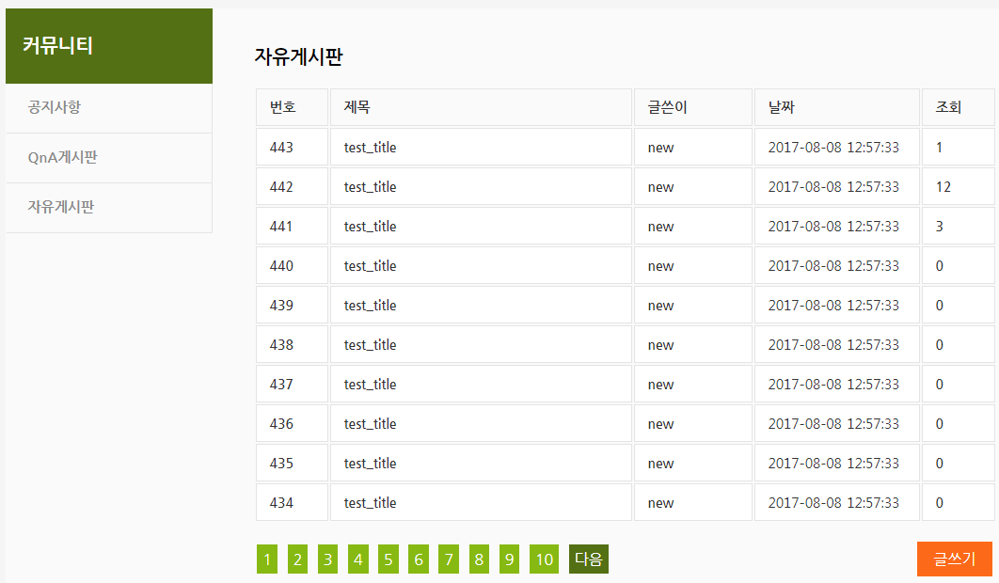 커뮤니티
공지사항
QnA게시판
자유게시판
자유게시판
번호 제목 글쓴이 날짜 조회
443 test_title new 2017-08-08 12:57:33 1
442 test_title new 2017-08-08 12:57:33 12
441 test_title new 2017-08-08 12:57:33 3
440 test_title new 2017-08-08 12:57:33 0
439 test_title new 2017-08-08 12:57:33 0
438 test_title new 2017-08-08 12:57:33 0
437 test_title new 2017-08-08 12:57:33 0
436 test_title new 2017-08-08 12:57:33 0
435 test_title new 2017-08-08 12:57:33 0
434 test_title new 2017-08-08 12:57:33 0
1 2 3 4 5 6 7 8 9 10 다음 글쓰기